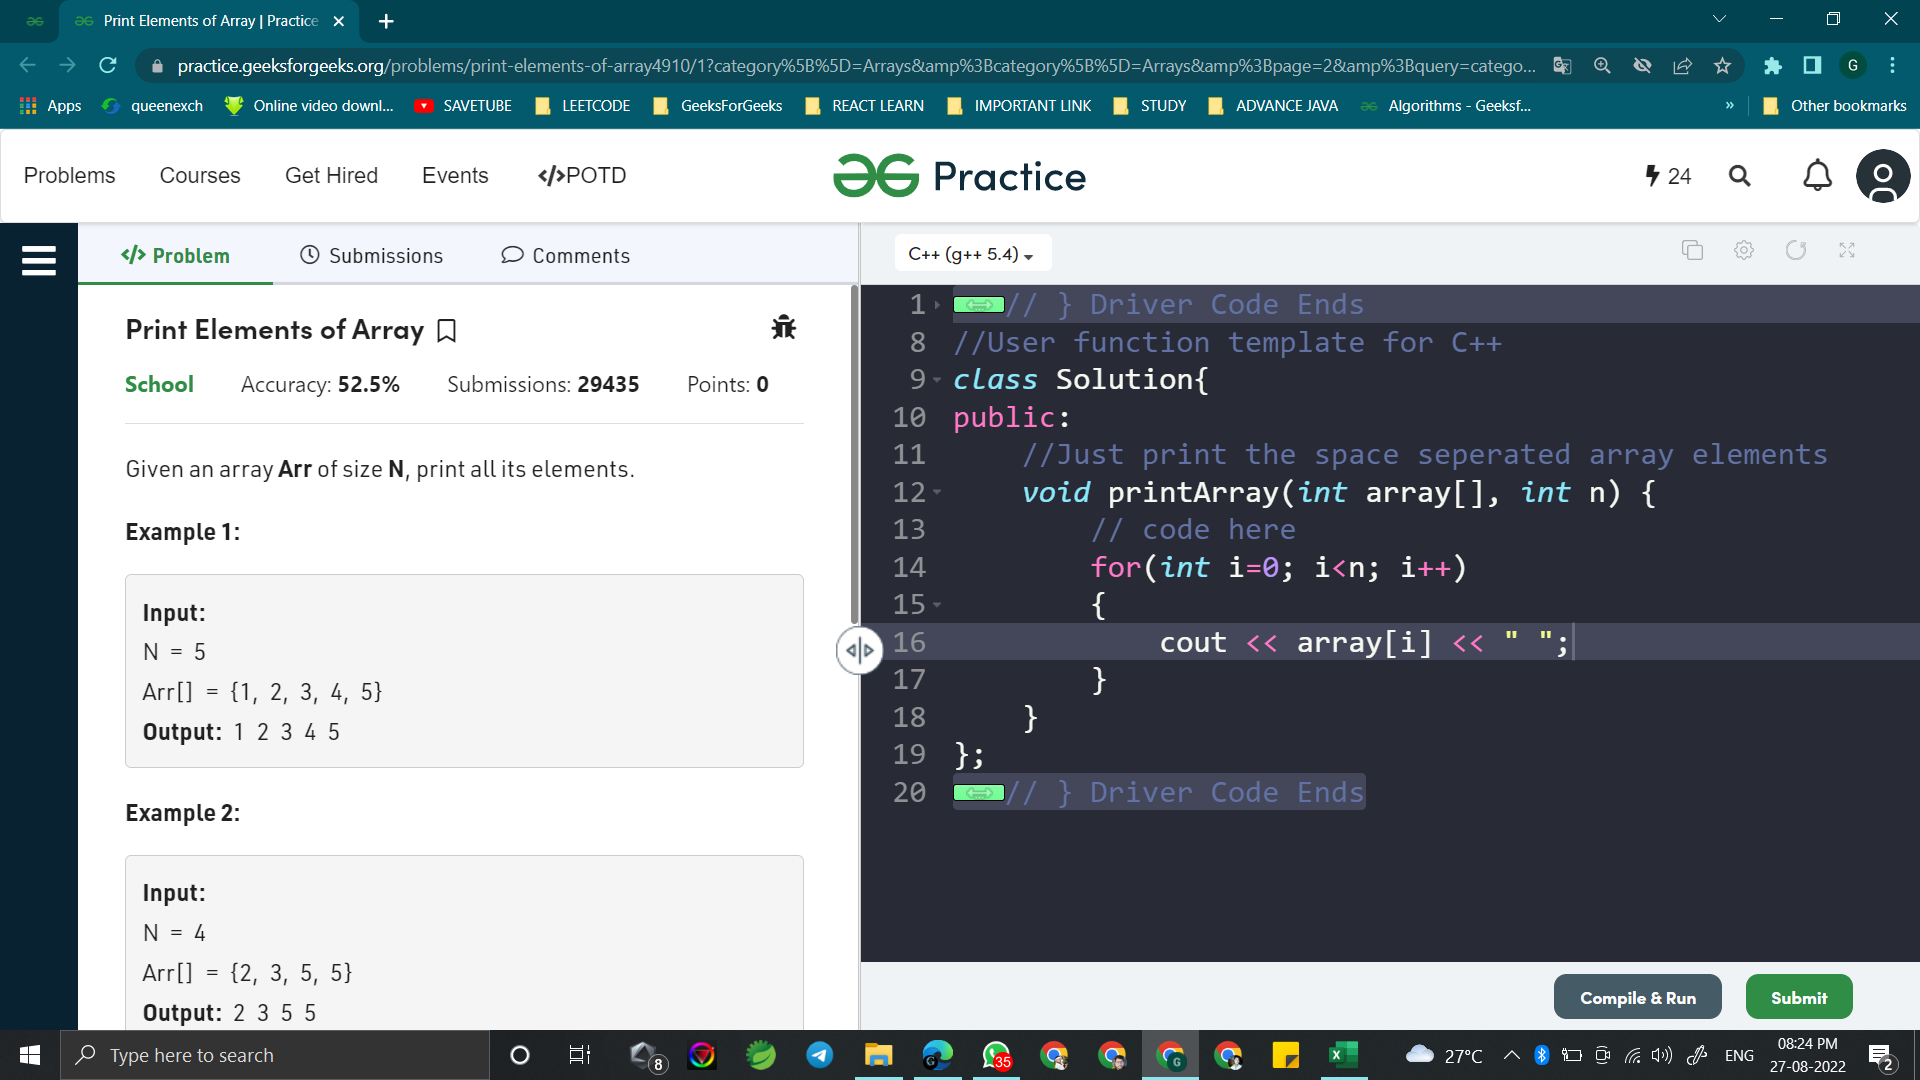 Print Elements of Array | Practice
practice.geeksforgeeks.org/problems/print-elements-of-array4910/1?category%5B%5D=Arrays&amp%3Bcategory%5B%5D=Arrays&amp%3Bpage=2&amp%3Bquery=catego...
G
Apps queenexch Online video downl... SAVETUBE LEETCODE GeeksForGeeks REACT LEARN IMPORTANT LINK STUDY ADVANCE JAVA Algorithms - Geeksf... » Other bookmarks
Problems Courses Get Hired Events </>POTD Practice 24
</> Problem Submissions Comments
C++ (g++ 5.4)
Print Elements of Array
School Accuracy: 52.5% Submissions: 29435 Points: 0
Given an array Arr of size N, print all its elements.
Example 1:
Input:
N = 5
Arr[] = {1, 2, 3, 4, 5}
Output: 1 2 3 4 5
Example 2:
Input:
N = 4
Arr[] = {2, 3, 5, 5}
Output: 2 3 5 5
1 // } Driver Code Ends
8 //User function template for C++
9 class Solution{
10 public:
11 //Just print the space seperated array elements
12 void printArray(int array[], int n) {
13 // code here
14 for(int i=0; i<n; i++)
15 {
16 cout << array[i] << " ";
17 }
18 }
19 };
20 // } Driver Code Ends
Compile & Run Submit
Type here to search
8
35
27°C
ENG
08:24 PM
27-08-2022
2